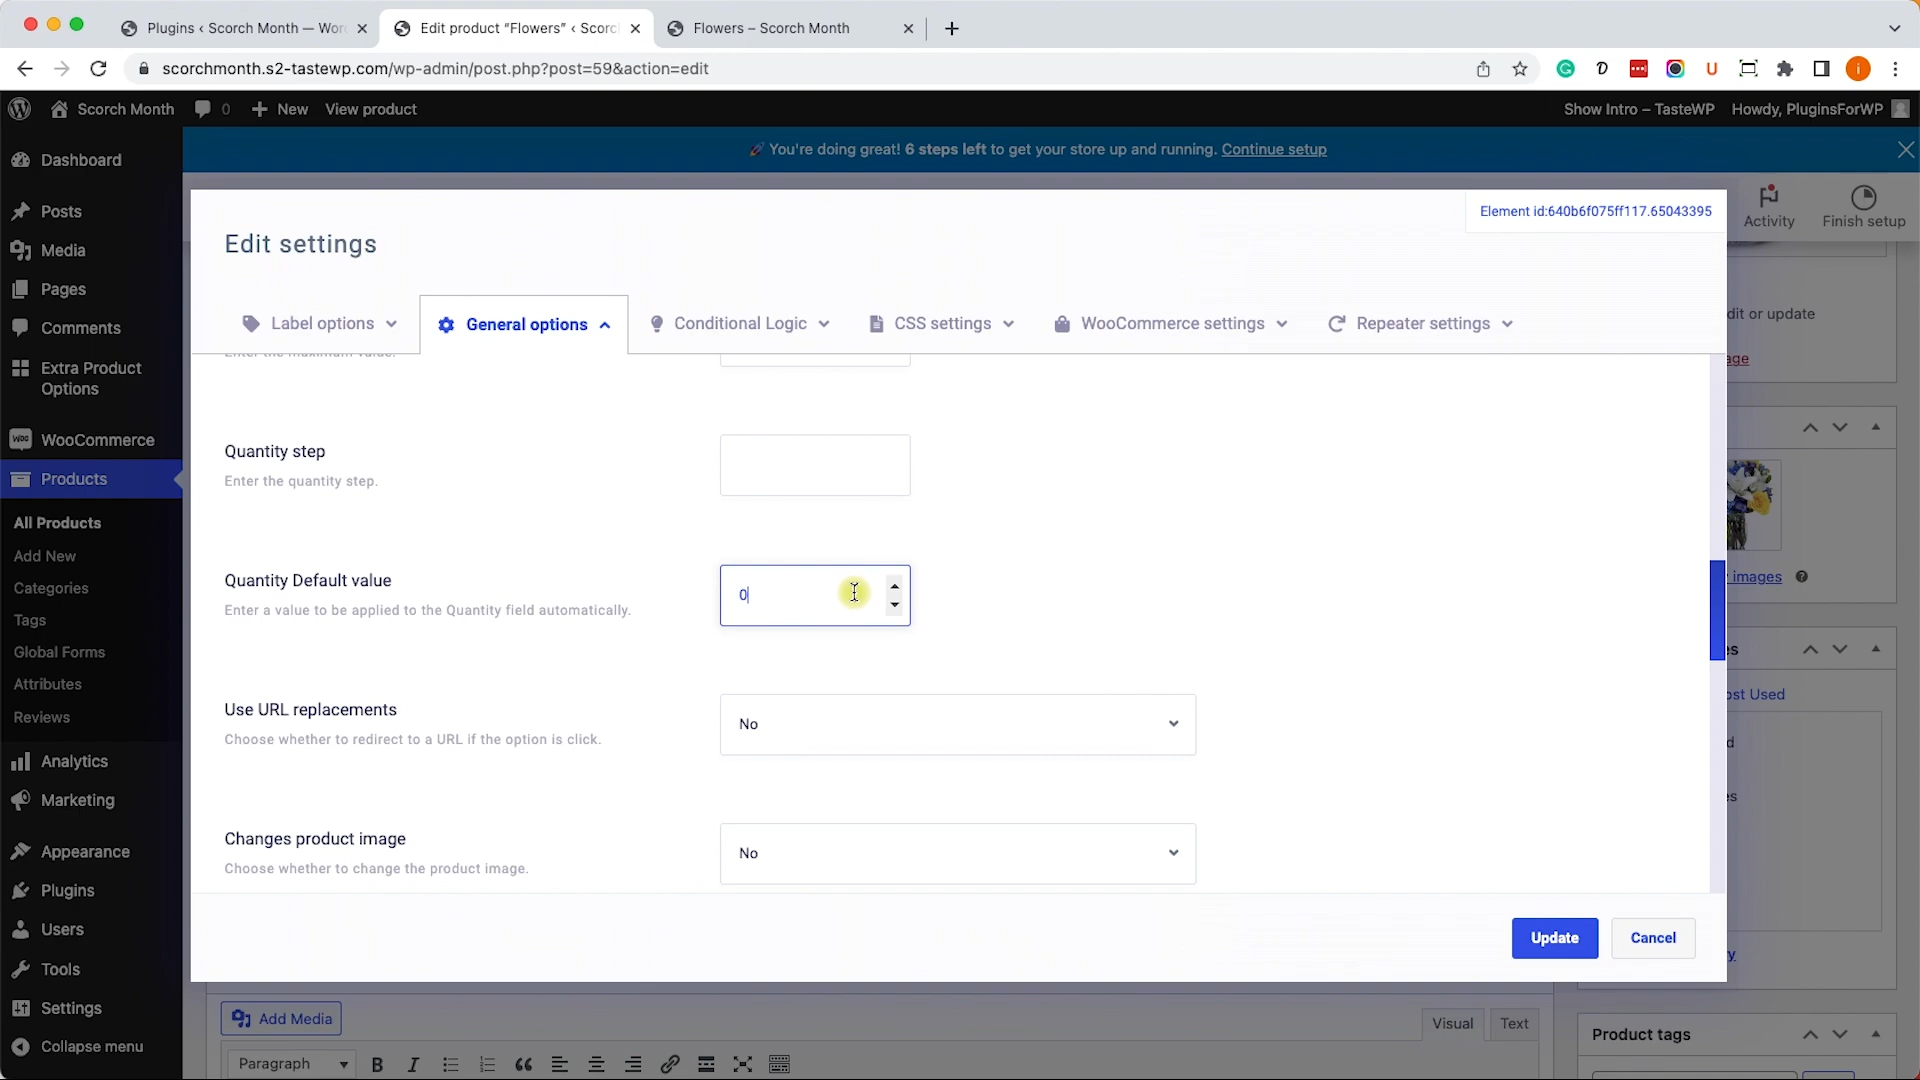 Plugins ‹ Scorch Month — Wor
Edit product “Flowers” ‹ Scorc
Flowers – Scorch Month
scorchmonth.s2-tastewp.com/wp-admin/post.php?post=59&action=edit
Scorch Month
0
New
View product
Show Intro – TasteWP
Howdy, PluginsForWP
🚀 You're doing great! 6 steps left to get your store up and running. Continue setup
Dashboard
Posts
Media
Pages
Comments
Extra Product
Options
WooCommerce
Products
All Products
Add New
Categories
Tags
Global Forms
Attributes
Reviews
Analytics
Marketing
Appearance
Plugins
Users
Tools
Settings
Collapse menu
Activity
Finish setup
Element id:640b6f075ff117.65043395
Edit settings
Label options
General options
Conditional Logic
CSS settings
WooCommerce settings
Repeater settings
Quantity step
Enter the quantity step.
Quantity Default value
Enter a value to be applied to the Quantity field automatically.
0
Use URL replacements
Choose whether to redirect to a URL if the option is click.
No
Changes product image
Choose whether to change the product image.
No
Update
Cancel
dit or update
age
images
es
ost Used
d
es
y
Add Media
Visual
Text
Paragraph
Product tags